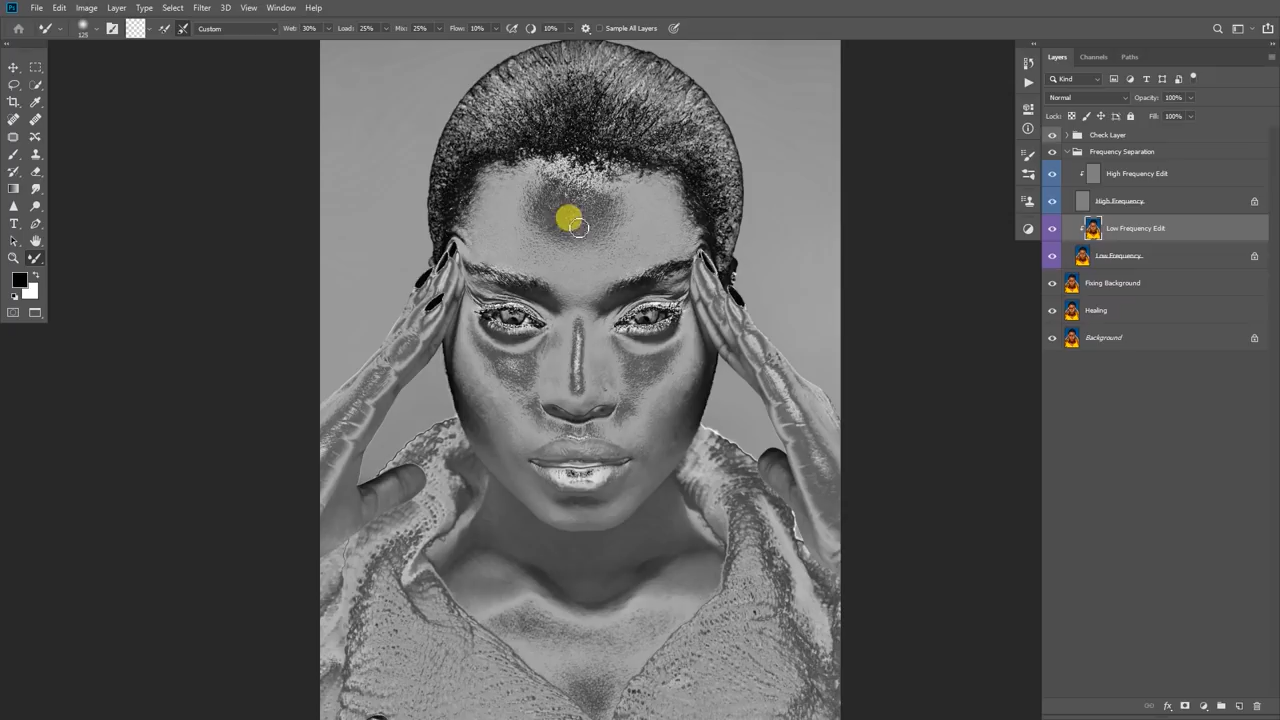 Ps File Edit Image Layer Type Select Filter 3D View Window Help
125 Custom Wet: 30% Load: 25% Mix: 25% Flow: 10% 10% Sample All Layers
Layers Channels Paths
Kind
Normal Opacity: 100%
Lock: Fill: 100%
Check Layer
Frequency Separation
High Frequency Edit
High Frequency
Low Frequency Edit
Low Frequency
Fixing Background
Healing
Background